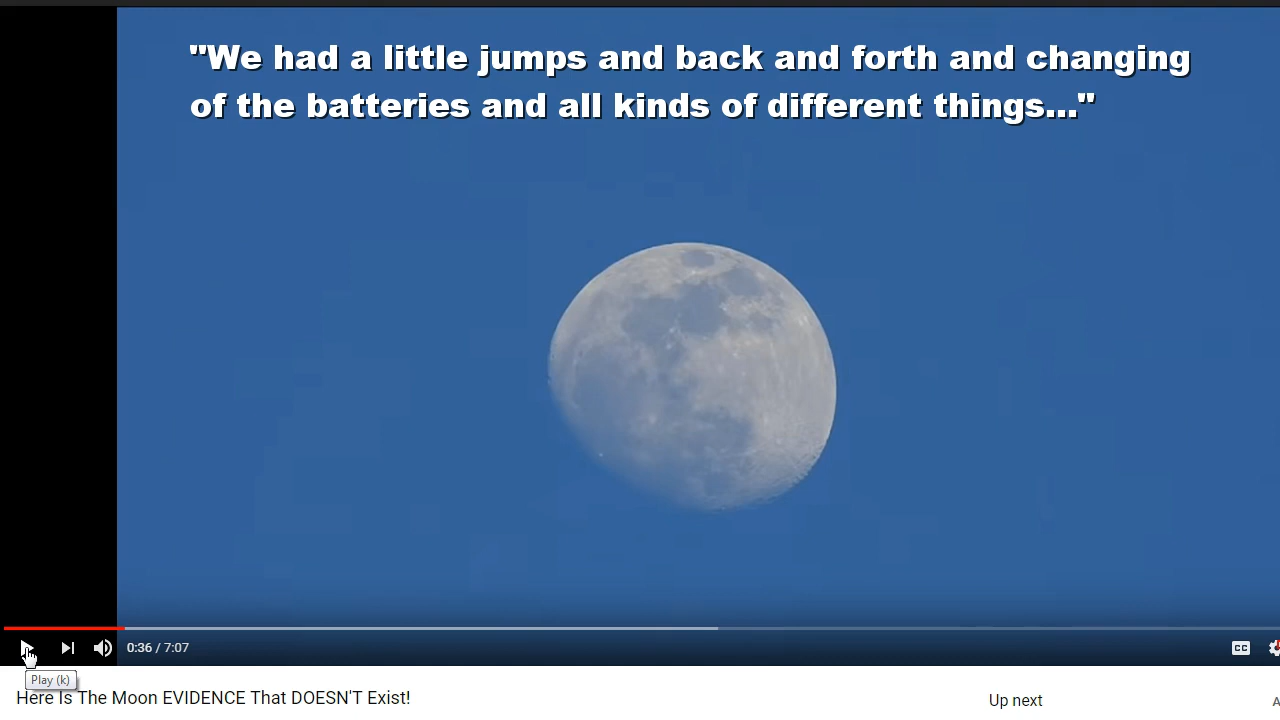 "We had a little jumps and back and forth and changing
of the batteries and all kinds of different things..."
0:36 / 7:07
CC
Play (k)
Here Is The Moon EVIDENCE That DOESN'T Exist!
Up next
A